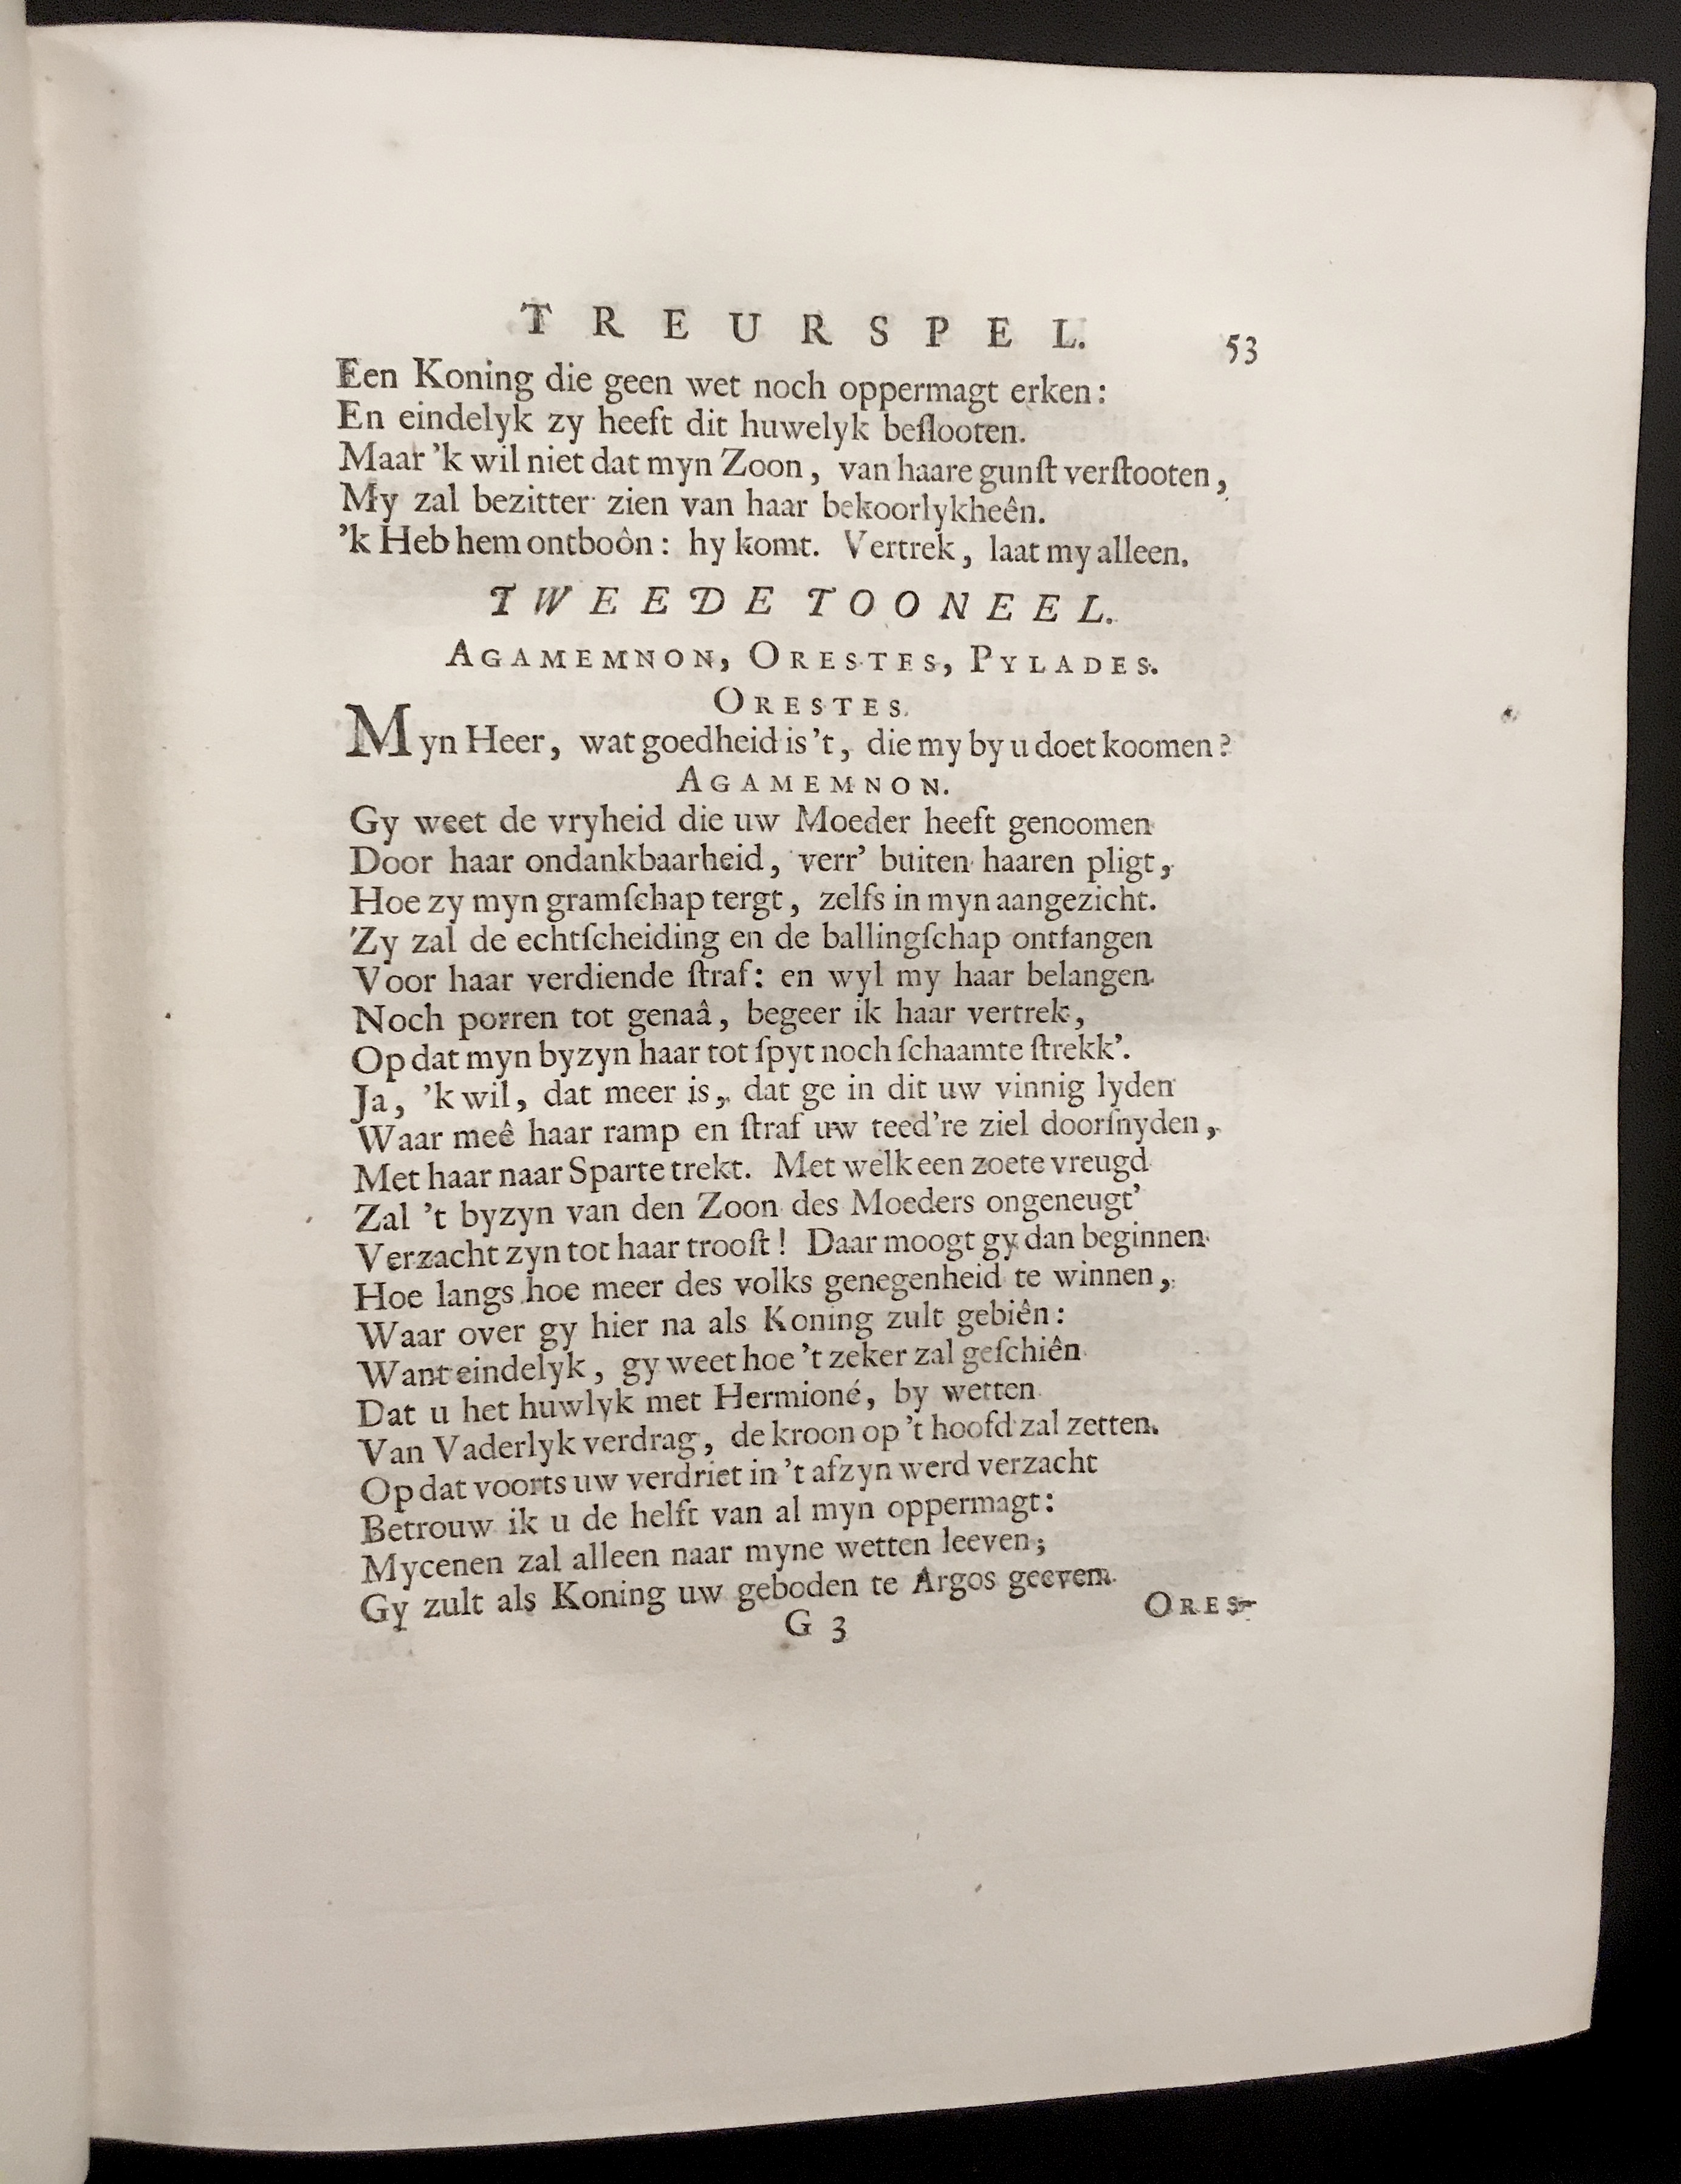 TREURSPEL. 53
Een Koning die geen wet noch oppermagt erken:
En eindelyk zy heeft dit huwelyk beſlooten.
Maar ’k wil niet dat myn Zoon, van haare gunſt verſtooten,
My zal bezitter zien van haar bekoorlykheên.
’k Heb hem ontboôn: hy komt. Vertrek, laat my alleen.
TWEEDE TOONEEL.
AGAMEMNON, ORESTES, PYLADES.
ORESTES.
Myn Heer, wat goedheid is ’t, die my by u doet koomen?
AGAMEMNON.
Gy weet de vryheid die uw Moeder heeft genoomen
Door haar ondankbaarheid, verr’ buiten haaren pligt,
Hoe zy myn gramſchap tergt, zelfs in myn aangezicht.
Zy zal de echtſcheiding en de ballingſchap ontfangen
Voor haar verdiende ſtraf: en wyl my haar belangen
Noch porren tot genaâ, begeer ik haar vertrek,
Op dat myn byzyn haar tot ſpyt noch ſchaamte ſtrekk’.
Ja, ’k wil, dat meer is, dat ge in dit uw vinnig lyden
Waar meê haar ramp en ſtraf uw teed’re ziel doorſnyden,
Met haar naar Sparte trekt. Met welk een zoete vreugd
Zal ’t byzyn van den Zoon des Moeders ongeneugt’
Verzacht zyn tot haar trooſt! Daar moogt gy dan beginnen
Hoe langs hoe meer des volks genegenheid te winnen,
Waar over gy hier na als Koning zult gebiên:
Want eindelyk, gy weet hoe ’t zeker zal geſchiên
Dat u het huwlyk met Hermioné, by wetten
Van Vaderlyk verdrag, de kroon op ’t hoofd zal zetten.
Op dat voorts uw verdriet in ’t afzyn werd verzacht
Betrouw ik u de helft van al myn oppermagt:
Mycenen zal alleen naar myne wetten leeven;
Gy zult als Koning uw geboden te Argos geeven.
G 3 ORES-